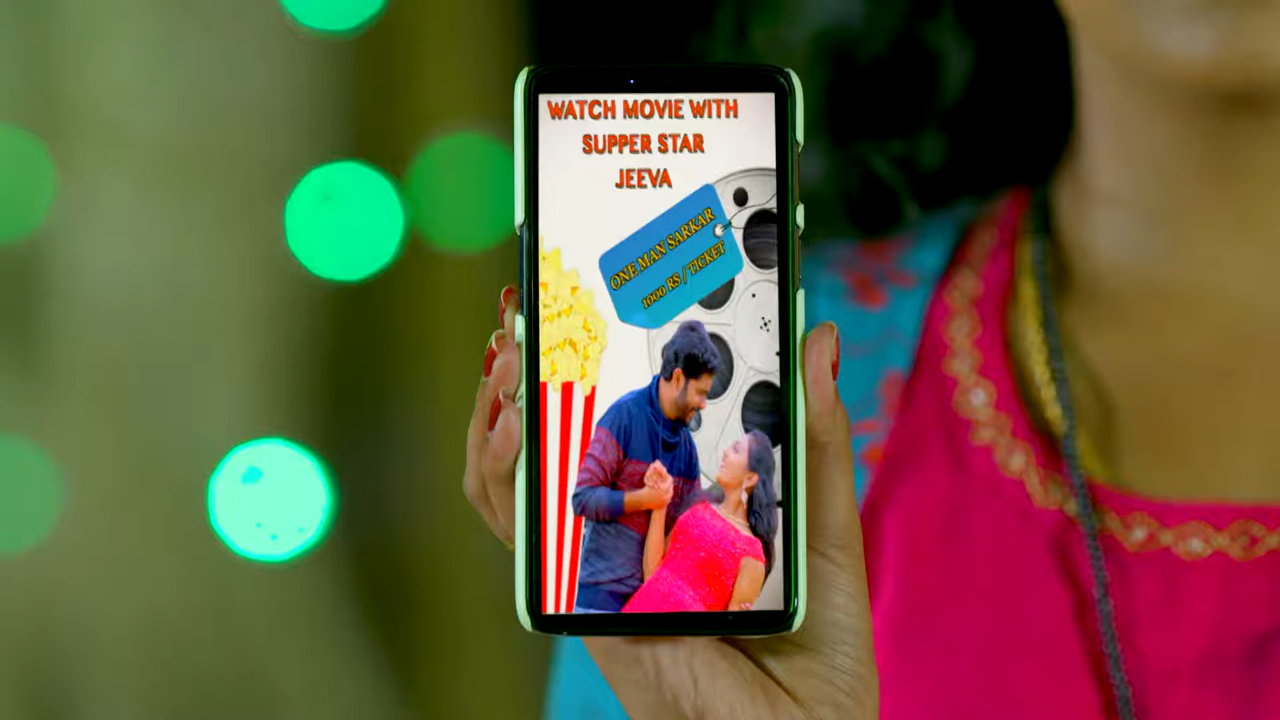 WATCH MOVIE WITH
SUPPER STAR
JEEVA
ONE MAN SARKAR
1000 RS / TICKET